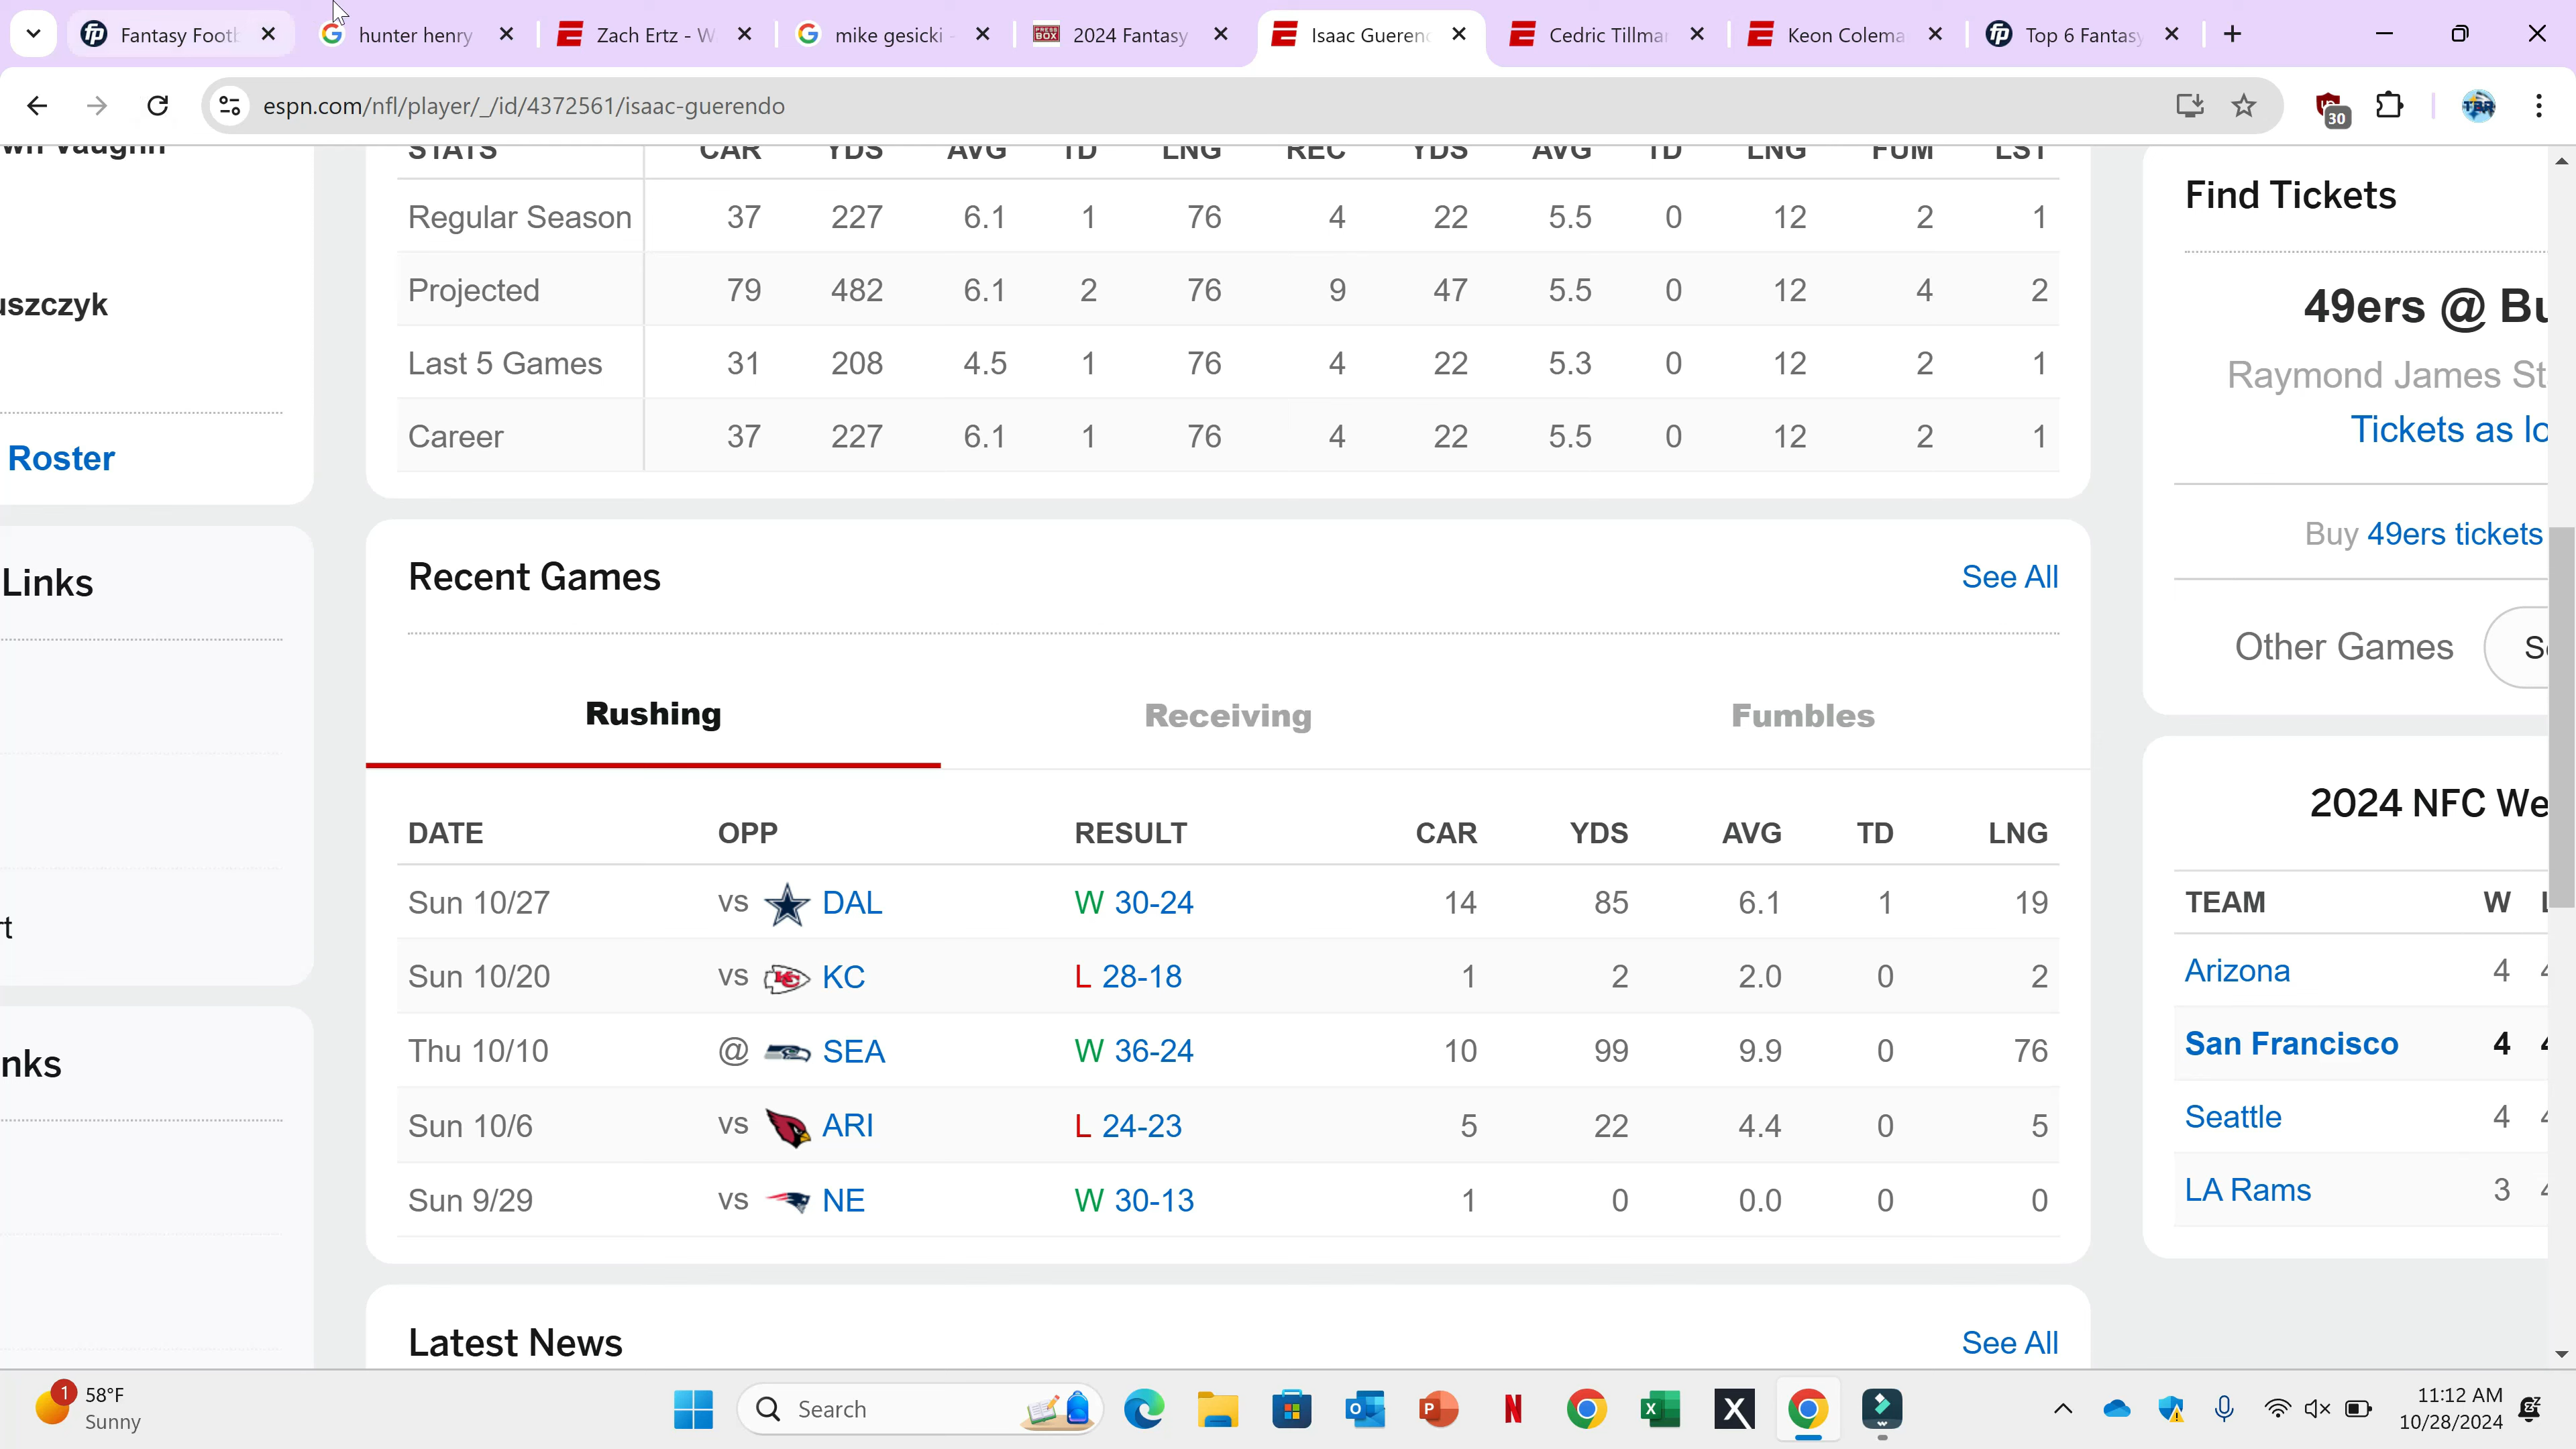 Fantasy Footb
hunter henry
Zach Ertz - W
mike gesicki -
2024 Fantasy
Isaac Gueren
Cedric Tillma
Keon Colema
Top 6 Fantasy
espn.com/nfl/player/_/id/4372561/isaac-guerendo
30
wn Vaughn
uszczyk
Roster
Links
rt
nks
STATS CAR YDS AVG TD LNG REC YDS AVG TD LNG FUM LST
Regular Season 37 227 6.1 1 76 4 22 5.5 0 12 2 1
Projected 79 482 6.1 2 76 9 47 5.5 0 12 4 2
Last 5 Games 31 208 4.5 1 76 4 22 5.3 0 12 2 1
Career 37 227 6.1 1 76 4 22 5.5 0 12 2 1
Recent Games See All
Rushing Receiving Fumbles
DATE OPP RESULT CAR YDS AVG TD LNG
Sun 10/27 vs DAL W 30-24 14 85 6.1 1 19
Sun 10/20 vs KC L 28-18 1 2 2.0 0 2
Thu 10/10 @ SEA W 36-24 10 99 9.9 0 76
Sun 10/6 vs ARI L 24-23 5 22 4.4 0 5
Sun 9/29 vs NE W 30-13 1 0 0.0 0 0
Latest News See All
Find Tickets
49ers @ Bu
Raymond James St
Tickets as lo
Buy 49ers tickets
Other Games Se
2024 NFC We
TEAM W L
Arizona 4 4
San Francisco 4 4
Seattle 4 4
LA Rams 3 4
1
58°F
Sunny
Search
11:12 AM
10/28/2024